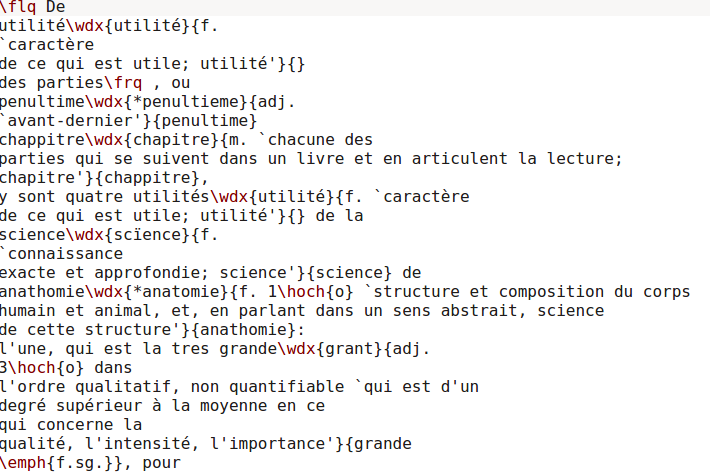 \flq De
utilité\wdx{utilité}{f.
`caractère
de ce qui est utile; utilité'}{}
des parties\frq , ou
penultime\wdx{*penultieme}{adj.
`avant-dernier'}{penultime}
chappitre\wdx{chapitre}{m. `chacune des
parties qui se suivent dans un livre et en articulent la lecture;
chapitre'}{chappitre},
y sont quatre utilités\wdx{utilité}{f. `caractère
de ce qui est utile; utilité'}{} de la
science\wdx{scïence}{f.
`connaissance
exacte et approfondie; science'}{science} de
anathomie\wdx{*anatomie}{f. 1\hoch{o} `structure et composition du corps
humain et animal, et, en parlant dans un sens abstrait, science
de cette structure'}{anathomie}:
l'une, qui est la tres grande\wdx{grant}{adj.
3\hoch{o} dans
l'ordre qualitatif, non quantifiable `qui est d'un
degré supérieur à la moyenne en ce
qui concerne la
qualité, l'intensité, l'importance'}{grande
\emph{f.sg.}}, pour